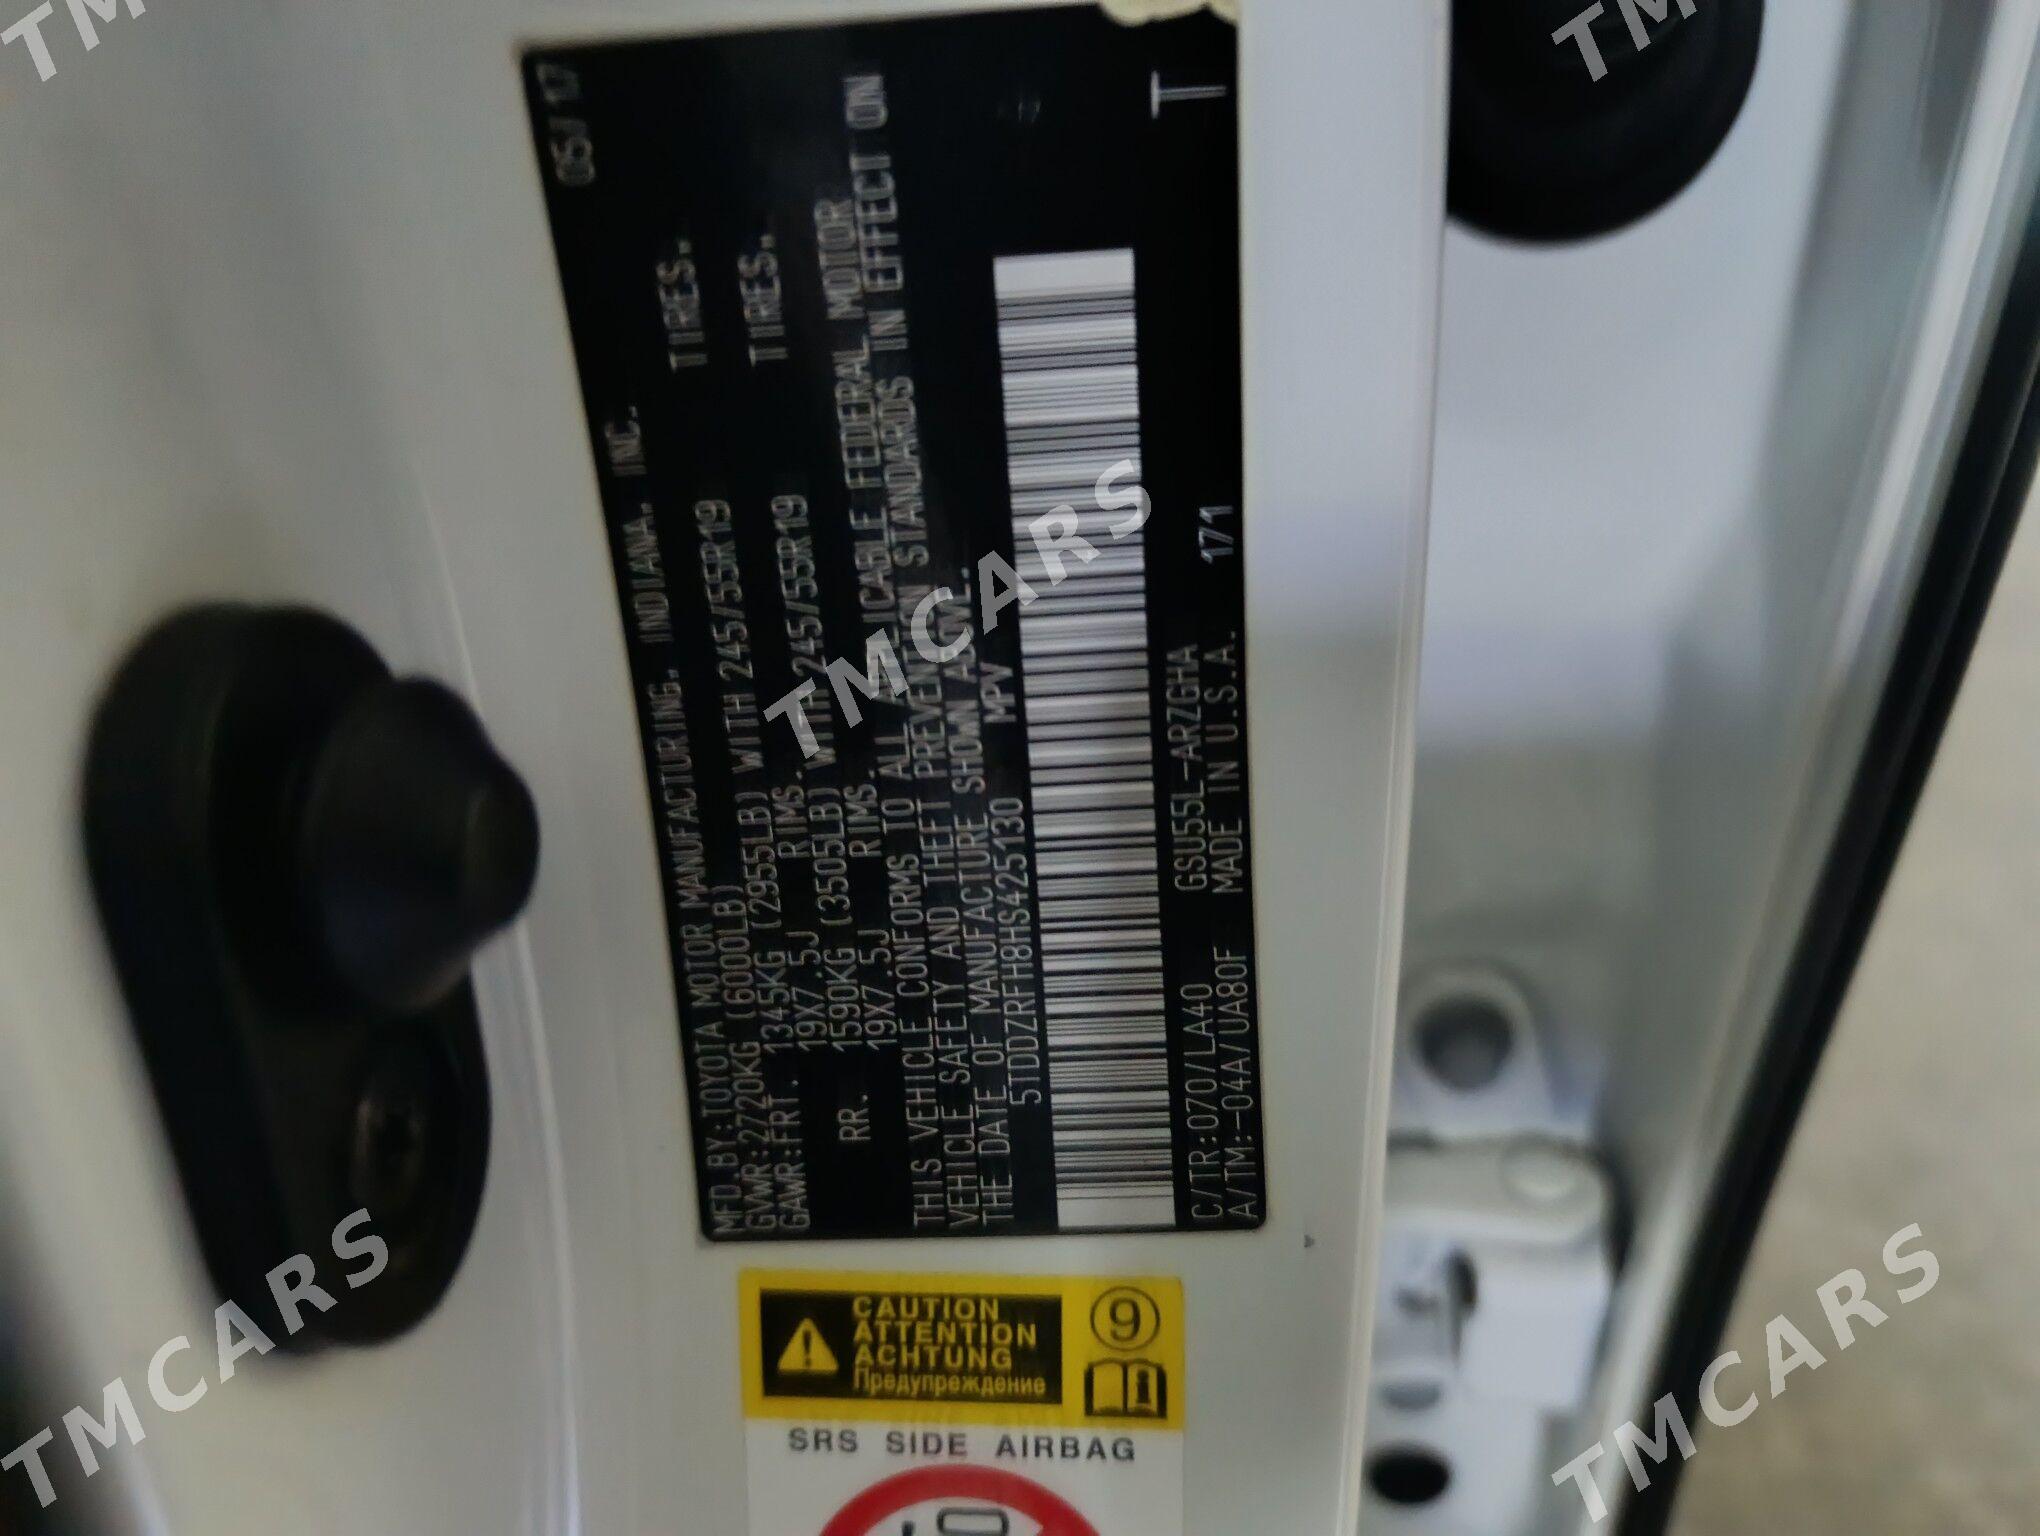 MFD.BY:TOYOTA MOTOR MANUFACTURING, INDIANA, INC. 05/17
GVWR:2720KG (6000LB)
GAWR:FRT. 1345KG (2955LB) WITH 245/55R19 TIRES,
19X7.5J RIMS,
RR. 1590KG (3505LB) WITH 245/55R19 TIRES,
19X7.5J RIMS,
THIS VEHICLE CONFORMS TO ALL FEDERAL MOTOR
VEHICLE SAFETY AND THEFT PREVENTION STANDARDS IN EFFECT ON
THE DATE OF MANUFACTURE SHOWN ABOVE.
5TDDZRFH8HS425130 MPV
C/TR:070/LA40 GSU55L-ARZGHA
A/TM:-04A/UA80F MADE IN U.S.A. 171 T
CAUTION
ATTENTION
ACHTUNG
Предупреждение
9
SRS SIDE AIRBAG
TMCARS
TMCARS
TMCARS